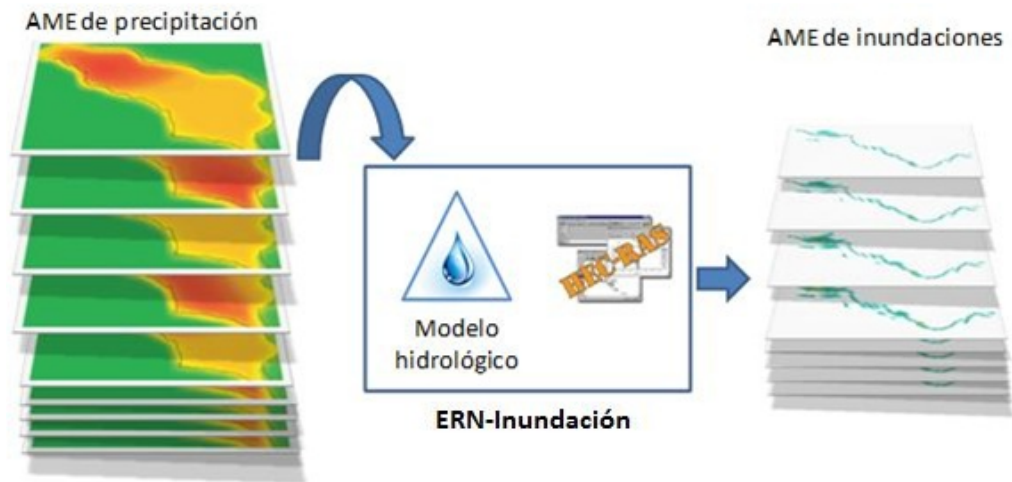 AME de precipitación
AME de inundaciones
HEC-RAS
Modelo
hidrológico
ERN-Inundación